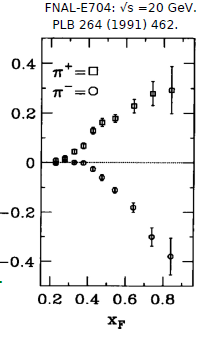 FNAL-E704: √s =20 GeV.
PLB 264 (1991) 462.
0.4
π⁺=□
π⁻=○
0.2
0
−0.2
−0.4
0.2 0.4 0.6 0.8
x_F